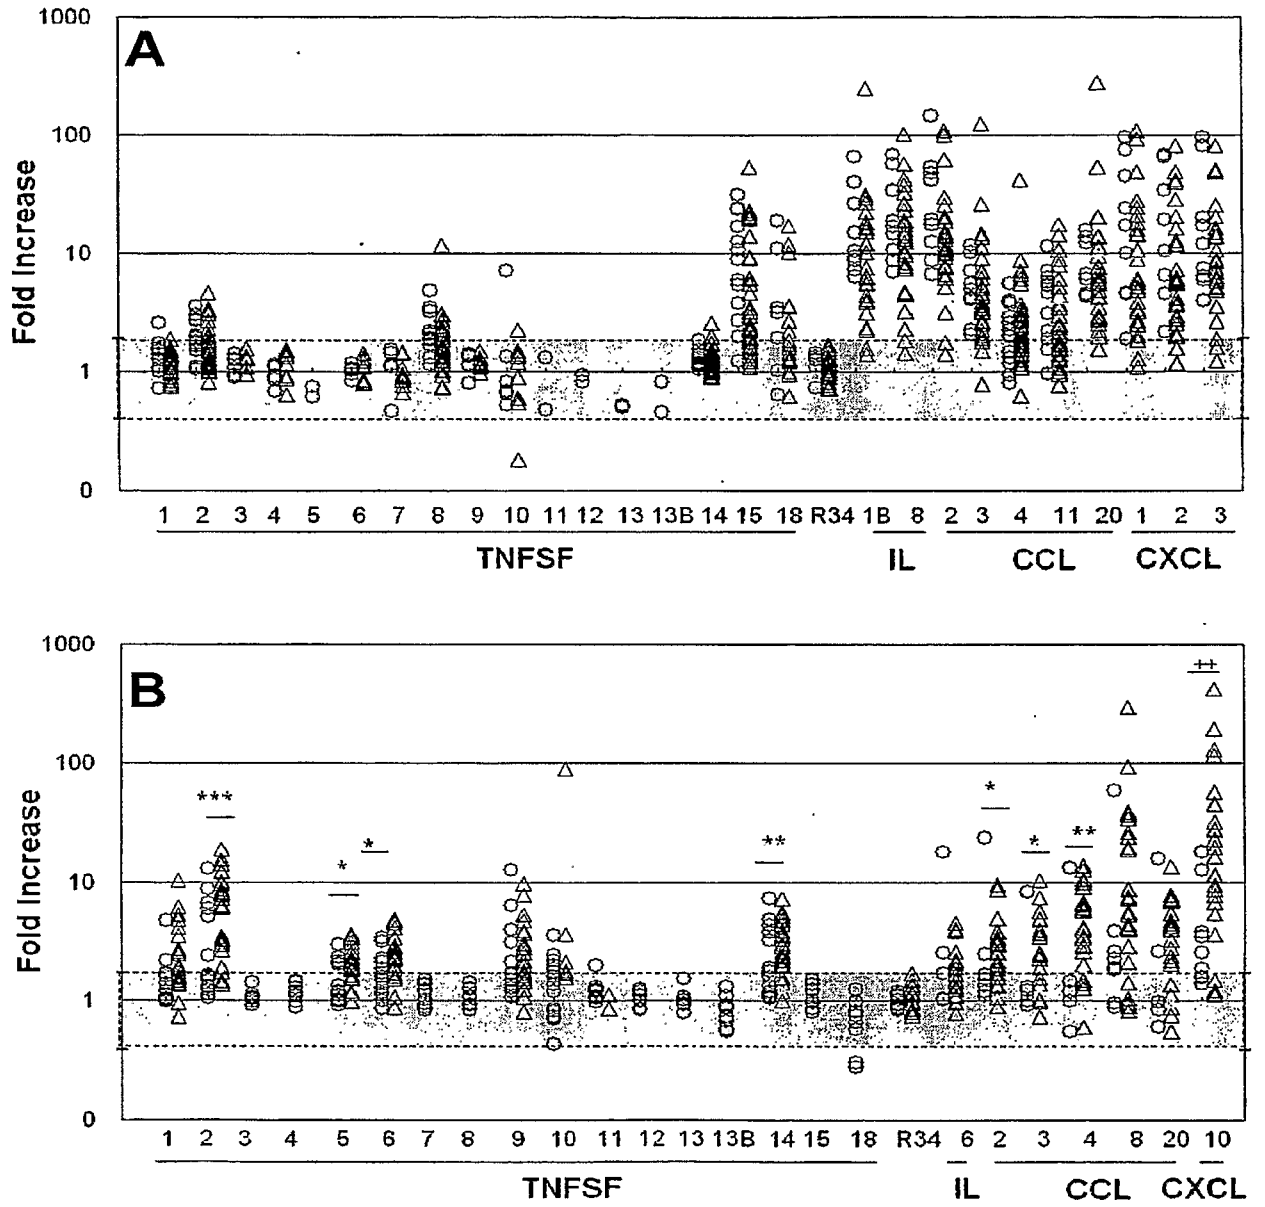 1000
A
100
10
1
0
Fold Increase
1 2 3 4 5 6 7 8 9 10 11 12 13 13B 14 15 18 R34 1B 8 2 3 4 11 20 1 2 3
TNFSF IL CCL CXCL
1000
B
++
100
*** * * ** * * **
10
1
0
Fold Increase
1 2 3 4 5 6 7 8 9 10 11 12 13 13B 14 15 18 R34 6 2 3 4 8 20 10
TNFSF IL CCL CXCL